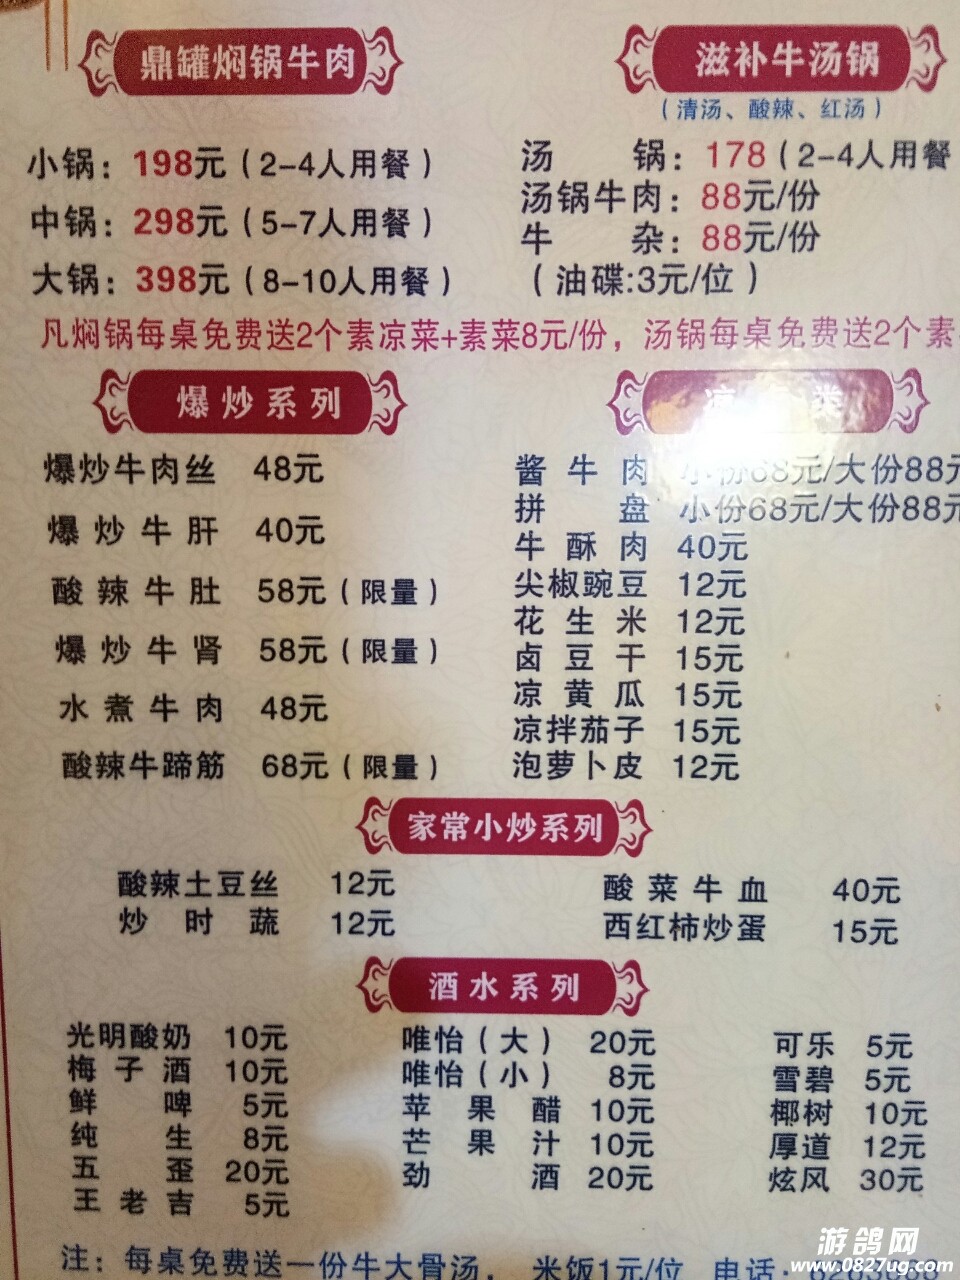 鼎罐焖锅牛肉
小锅：198元（2-4人用餐）
中锅：298元（5-7人用餐）
大锅：398元（8-10人用餐）
滋补牛汤锅
（清汤、酸辣、红汤）
汤锅：178（2-4人用餐
汤锅牛肉：88元/份
牛杂：88元/份
（油碟:3元/位）
凡焖锅每桌免费送2个素凉菜+素菜8元/份，汤锅每桌免费送2个素
爆炒系列
爆炒牛肉丝 48元
爆炒牛肝 40元
酸辣牛肚 58元（限量）
爆炒牛肾 58元（限量）
水煮牛肉 48元
酸辣牛蹄筋 68元（限量）
类
酱牛肉 小份68元/大份88元
拼盘 小份68元/大份88元
牛酥肉 40元
尖椒豌豆 12元
花生米 12元
卤豆干 15元
凉黄瓜 15元
凉拌茄子 15元
泡萝卜皮 12元
家常小炒系列
酸辣土豆丝 12元
炒时蔬 12元
酸菜牛血 40元
西红柿炒蛋 15元
酒水系列
光明酸奶 10元
梅子酒 10元
鲜啤 5元
纯生 8元
五歪 20元
王老吉 5元
唯怡（大） 20元
唯怡（小） 8元
苹果醋 10元
芒果汁 10元
劲酒 20元
可乐 5元
雪碧 5元
椰树 10元
厚道 12元
炫风 30元
注：每桌免费送一份牛大骨汤，米饭1元/位 电话：
游鸽网
www.0827ug.com